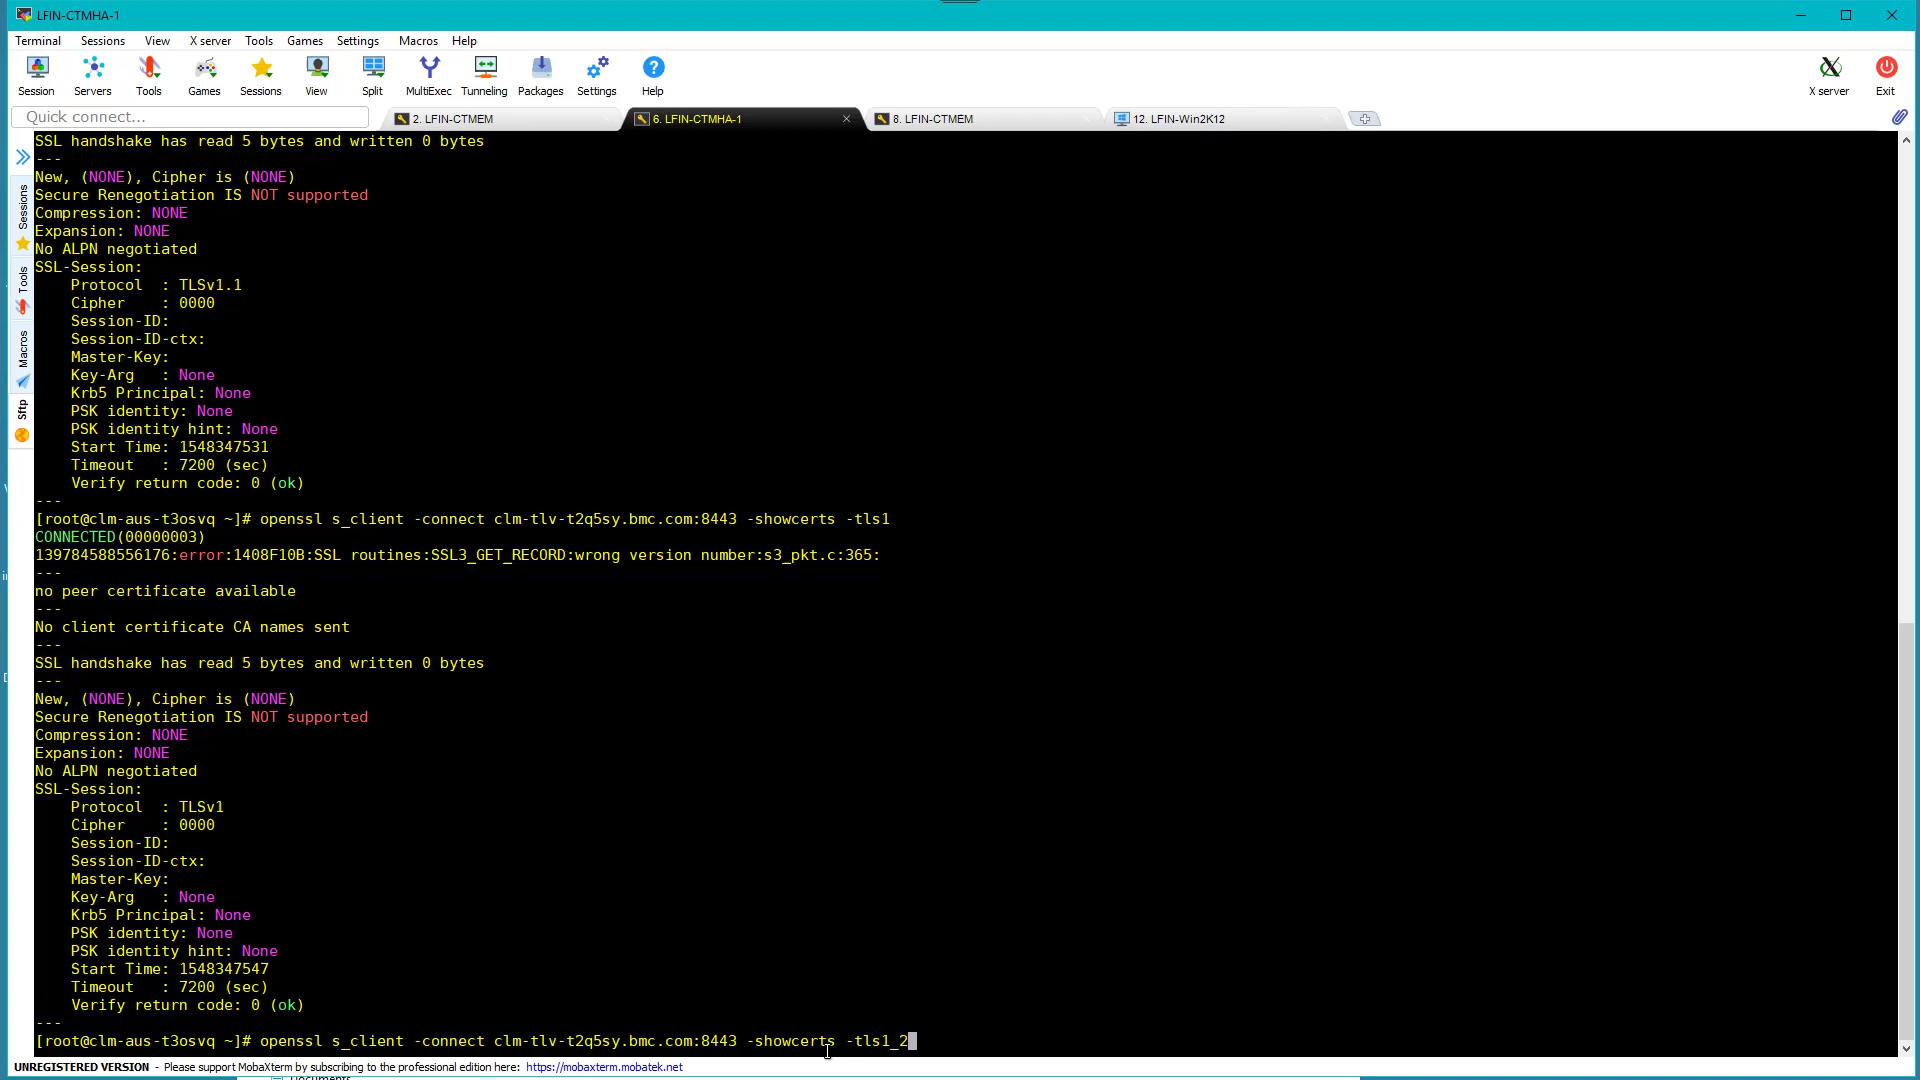 LFIN-CTMHA-1
Terminal Sessions View X server Tools Games Settings Macros Help
Session Servers Tools Games Sessions View Split MultiExec Tunneling Packages Settings Help X server Exit
Quick connect... 2. LFIN-CTMEM 6. LFIN-CTMHA-1 8. LFIN-CTMEM 12. LFIN-Win2K12
Sessions
Tools
Macros
Sftp
SSL handshake has read 5 bytes and written 0 bytes
---
New, (NONE), Cipher is (NONE)
Secure Renegotiation IS NOT supported
Compression: NONE
Expansion: NONE
No ALPN negotiated
SSL-Session:
    Protocol  : TLSv1.1
    Cipher    : 0000
    Session-ID:
    Session-ID-ctx:
    Master-Key:
    Key-Arg   : None
    Krb5 Principal: None
    PSK identity: None
    PSK identity hint: None
    Start Time: 1548347531
    Timeout   : 7200 (sec)
    Verify return code: 0 (ok)
---
[root@clm-aus-t3osvq ~]# openssl s_client -connect clm-tlv-t2q5sy.bmc.com:8443 -showcerts -tls1
CONNECTED(00000003)
139784588556176:error:1408F10B:SSL routines:SSL3_GET_RECORD:wrong version number:s3_pkt.c:365:
---
no peer certificate available
---
No client certificate CA names sent
---
SSL handshake has read 5 bytes and written 0 bytes
---
New, (NONE), Cipher is (NONE)
Secure Renegotiation IS NOT supported
Compression: NONE
Expansion: NONE
No ALPN negotiated
SSL-Session:
    Protocol  : TLSv1
    Cipher    : 0000
    Session-ID:
    Session-ID-ctx:
    Master-Key:
    Key-Arg   : None
    Krb5 Principal: None
    PSK identity: None
    PSK identity hint: None
    Start Time: 1548347547
    Timeout   : 7200 (sec)
    Verify return code: 0 (ok)
---
[root@clm-aus-t3osvq ~]# openssl s_client -connect clm-tlv-t2q5sy.bmc.com:8443 -showcerts -tls1_2
UNREGISTERED VERSION - Please support MobaXterm by subscribing to the professional edition here: https://mobaxterm.mobatek.net